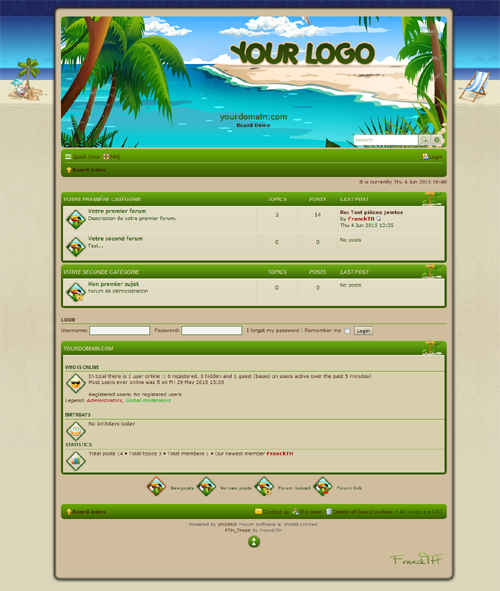 YOUR LOGO
yourdomain.com
Board Demo
Search...
Quick links FAQ Login
Board index
It is currently Thu 4 Jun 2015 16:48
VOTRE PREMIÈRE CATÉGORIE TOPICS POSTS LAST POST
Votre premier forum 3 14 Re: Test pièces jointes
Description de votre premier forum. by FranckTH
Thu 4 Jun 2015 13:05
Votre second forum 0 0 No posts
Test...
VOTRE SECONDE CATÉGORIE TOPICS POSTS LAST POST
Mon premier sujet 0 0 No posts
Forum de démonstration
LOGIN
Username: Password: I forgot my password | Remember me Login
YOURDOMAIN.COM
WHO IS ONLINE
In total there is 1 user online :: 0 registered, 0 hidden and 1 guest (based on users active over the past 5 minutes)
Most users ever online was 5 on Fri 29 May 2015 13:26
Registered users: No registered users
Legend: Administrators, Global moderators
BIRTHDAYS
No birthdays today
STATISTICS
Total posts 14 • Total topics 3 • Total members 1 • Our newest member FranckTH
New posts No new posts Forum locked Forum link
Board index Contact us The team Delete all board cookies • All times are UTC
Powered by phpBB® Forum Software © phpBB Limited
FTH_Tropic by FranckTH
FranckTH